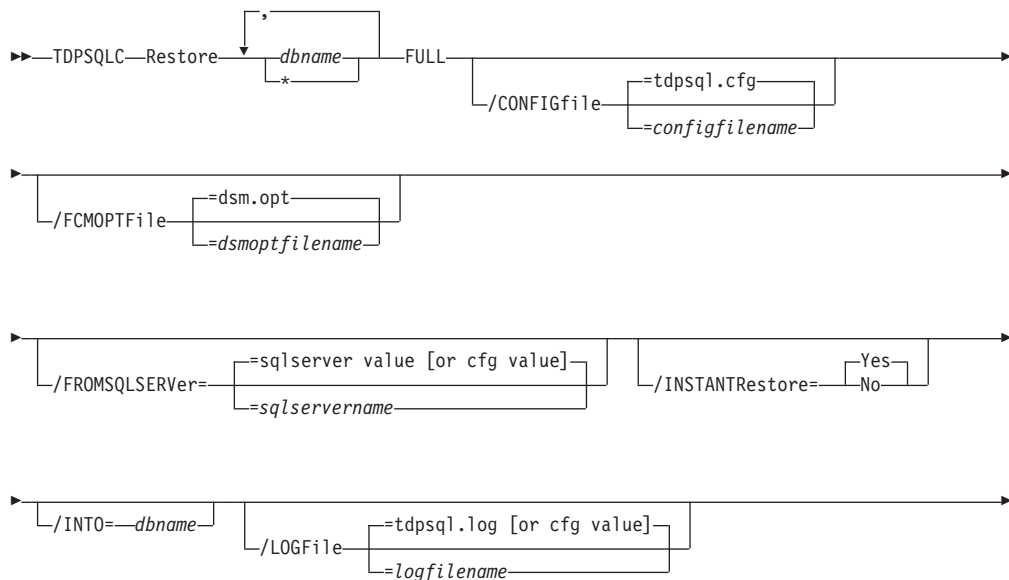 ,
TDPSQLC Restore dbname FULL
*
/CONFIGfile =tdpsql.cfg
=configfilename
/FCMOPTFile =dsm.opt
=dsmoptfilename
/FROMSQLSERVer= =sqlserver value [or cfg value]
=sqlservername
/INSTANTRestore= Yes
No
/INTO= dbname
/LOGFile =tdpsql.log [or cfg value]
=logfilename